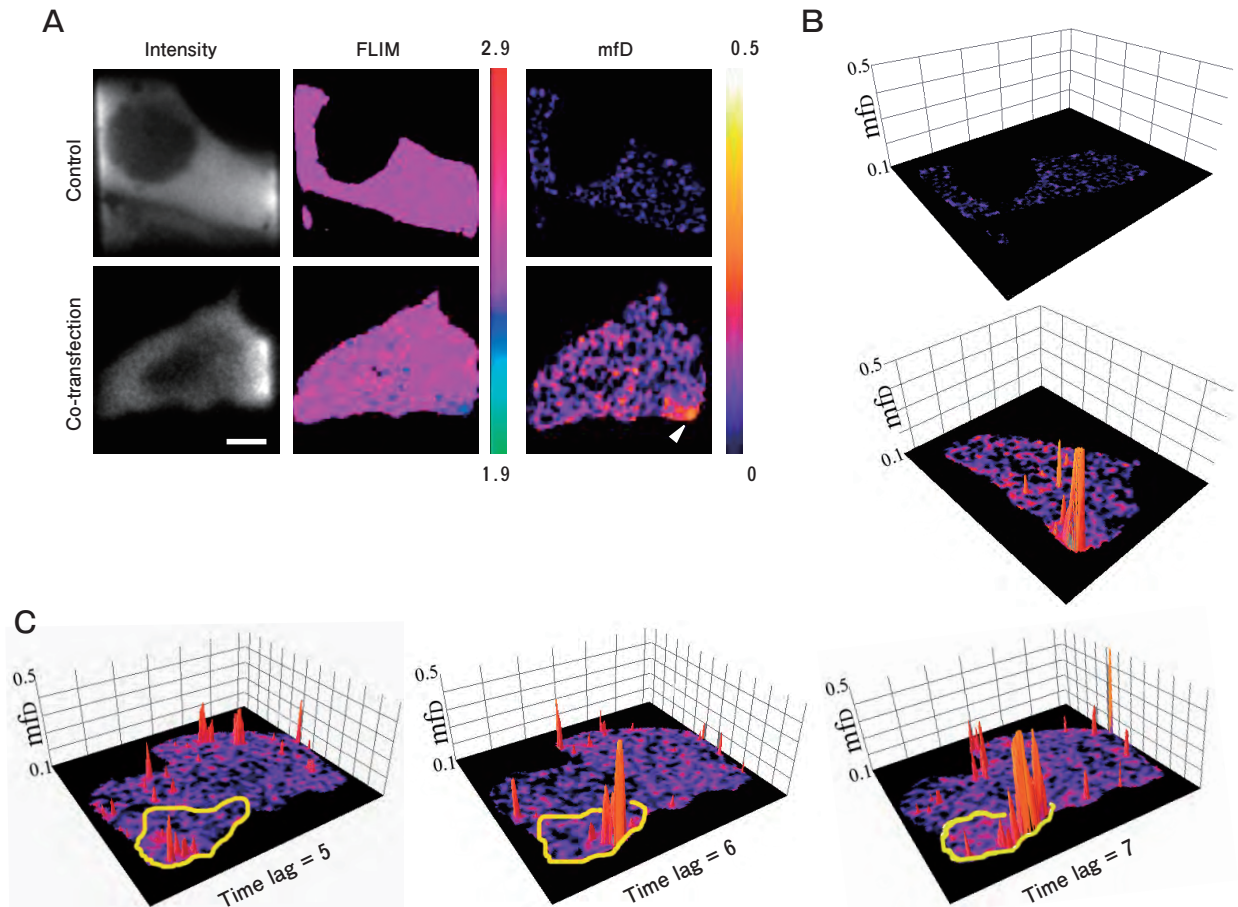 A
B
Intensity
FLIM
2.9
mfD
0.5
Control
Co-transfection
1.9
0
0.5
mfD
0.1
0.5
mfD
0.1
C
0.5
mfD
0.1
Time lag = 5
0.5
mfD
0.1
Time lag = 6
0.5
mfD
0.1
Time lag = 7